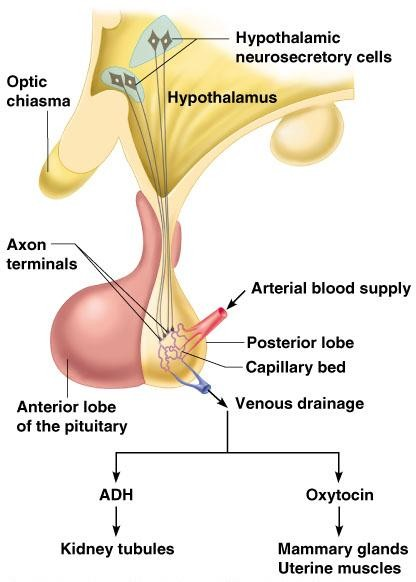 Hypothalamic
neurosecretory cells
Optic
chiasma
Hypothalamus
Axon
terminals
Arterial blood supply
Posterior lobe
Capillary bed
Venous drainage
Anterior lobe
of the pituitary
ADH
Oxytocin
Kidney tubules
Mammary glands
Uterine muscles